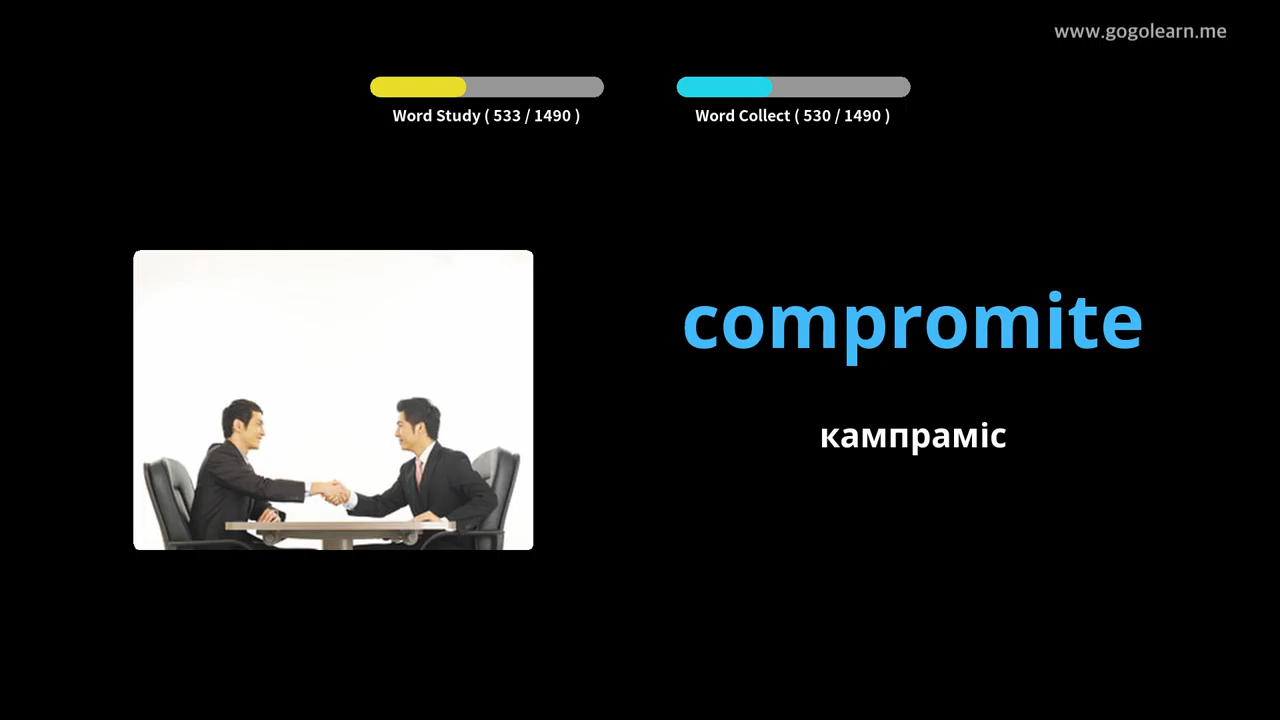 www.gogolearn.me
Word Study ( 533 / 1490 )
Word Collect ( 530 / 1490 )
compromite
кампраміс